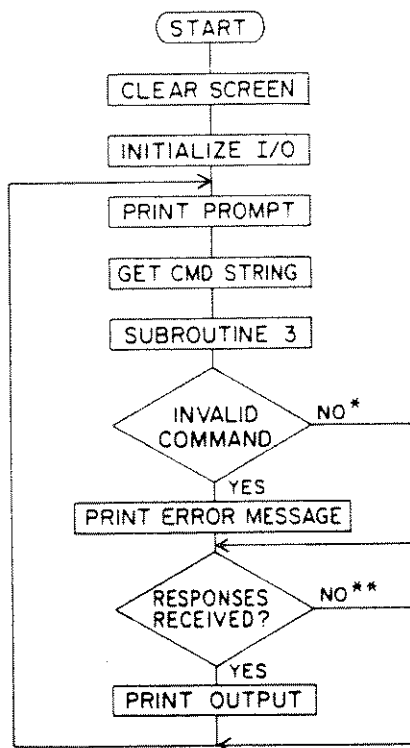 START
CLEAR SCREEN
INITIALIZE I/O
PRINT PROMPT
GET CMD STRING
SUBROUTINE 3
INVALID
COMMAND
NO*
YES
PRINT ERROR MESSAGE
RESPONSES
RECEIVED?
NO**
YES
PRINT OUTPUT